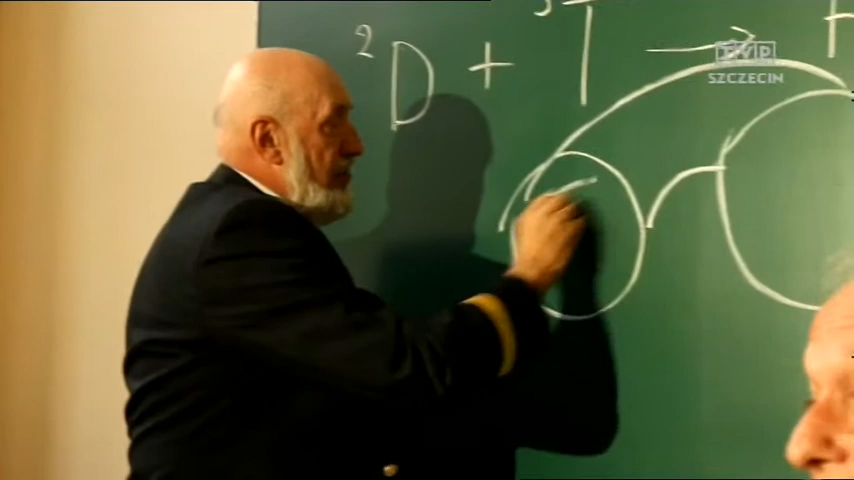 ²D + ³T →
TVP
SZCZECIN